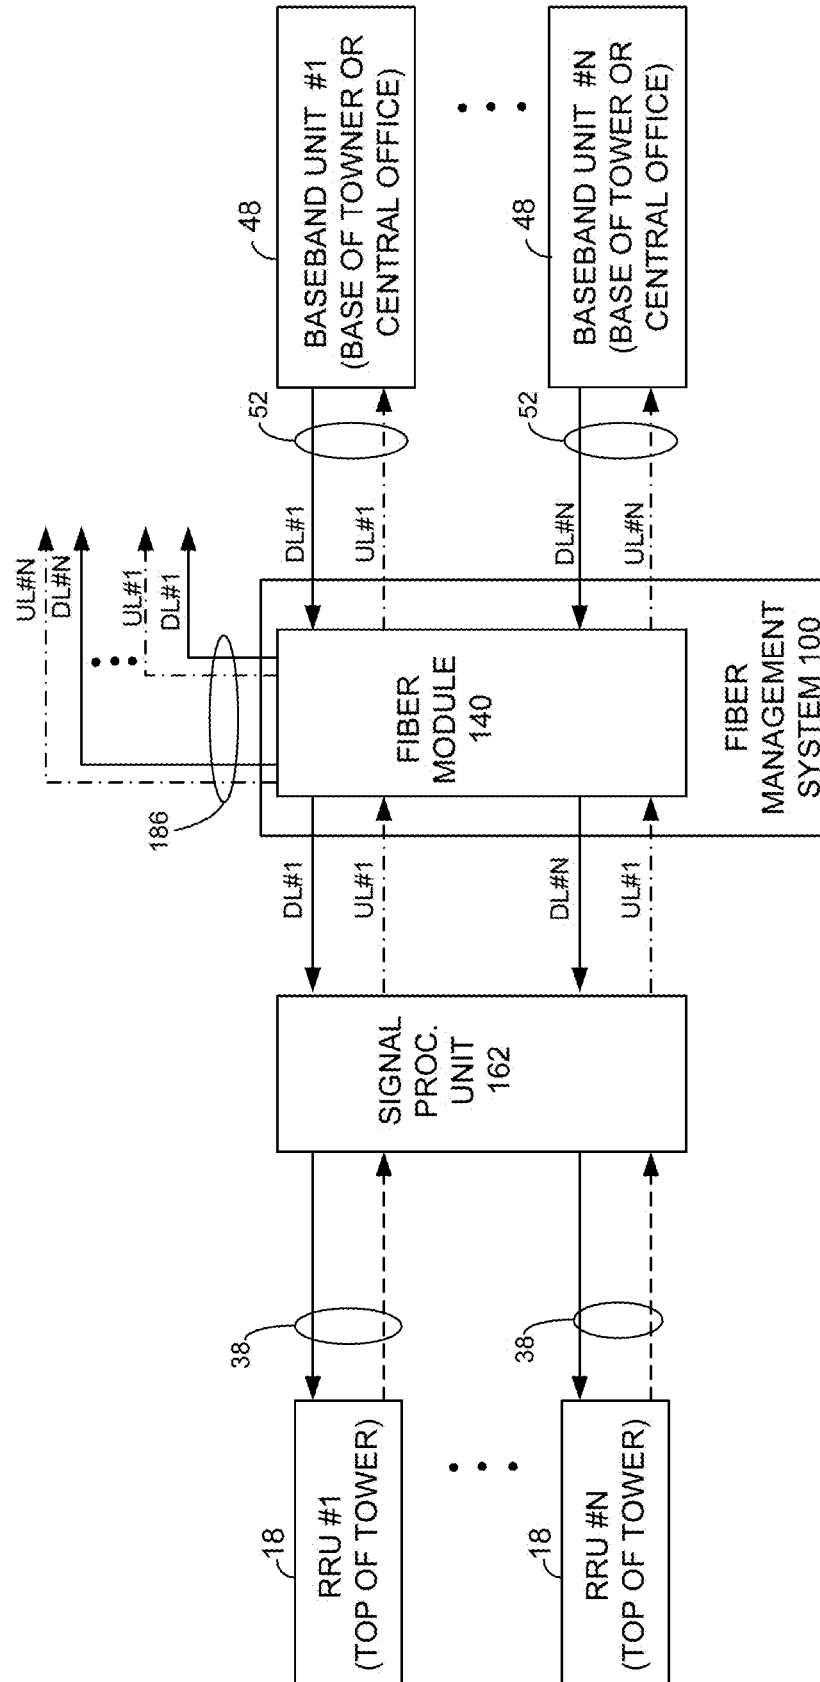 UL#N
DL#N
UL#1
DL#1
186
18
RRU #1
(TOP OF TOWER)
38
SIGNAL
PROC.
UNIT
162
DL#1
UL#1
FIBER
MODULE
140
DL#1
UL#1
52
48
BASEBAND UNIT #1
(BASE OF TOWNER OR
CENTRAL OFFICE)
18
RRU #N
(TOP OF TOWER)
38
DL#N
UL#1
DL#N
UL#N
52
48
BASEBAND UNIT #N
(BASE OF TOWER OR
CENTRAL OFFICE)
FIBER
MANAGEMENT
SYSTEM 100